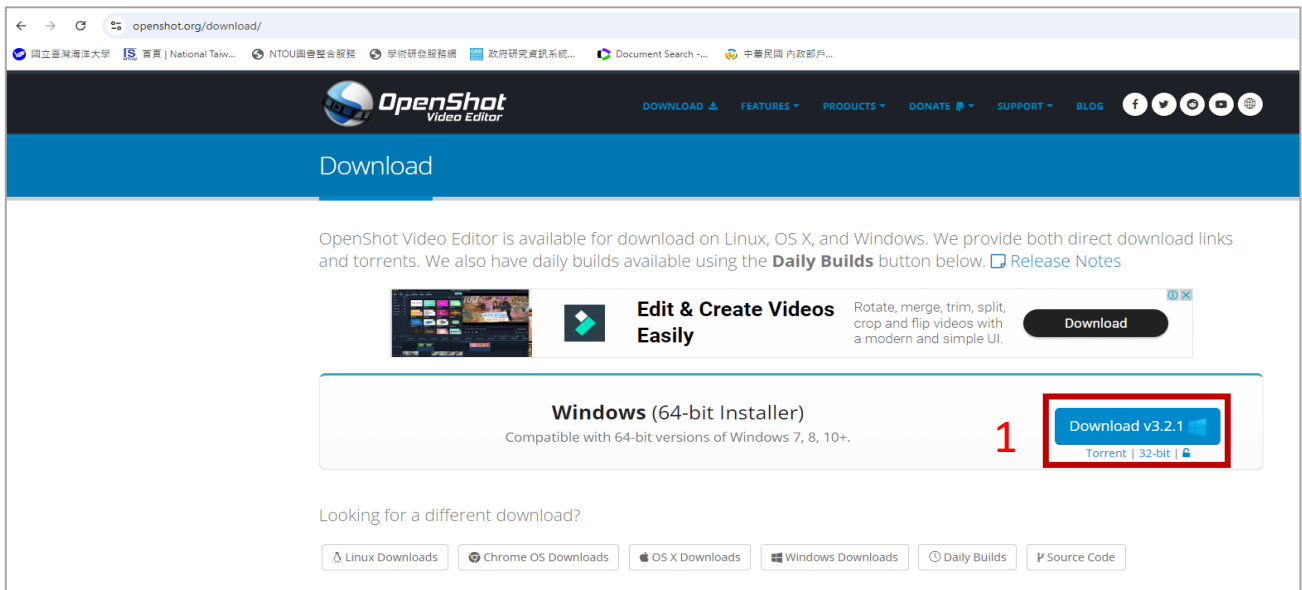 openshot.org/download/
國立臺灣海洋大學 首頁 | National Taiw... NTOU圖書整合服務 學術研發服務網 政府研究資訊系統... Document Search -... 中華民國 內政部戶...
OpenShot
Video Editor
DOWNLOAD FEATURES PRODUCTS DONATE SUPPORT BLOG
Download
OpenShot Video Editor is available for download on Linux, OS X, and Windows. We provide both direct download links
and torrents. We also have daily builds available using the Daily Builds button below. Release Notes
Edit & Create Videos
Easily
Rotate, merge, trim, split,
crop and flip videos with
a modern and simple UI.
Download
Windows (64-bit Installer)
Compatible with 64-bit versions of Windows 7, 8, 10+.
1
Download v3.2.1
Torrent | 32-bit |
Looking for a different download?
Linux Downloads Chrome OS Downloads OS X Downloads Windows Downloads Daily Builds Source Code